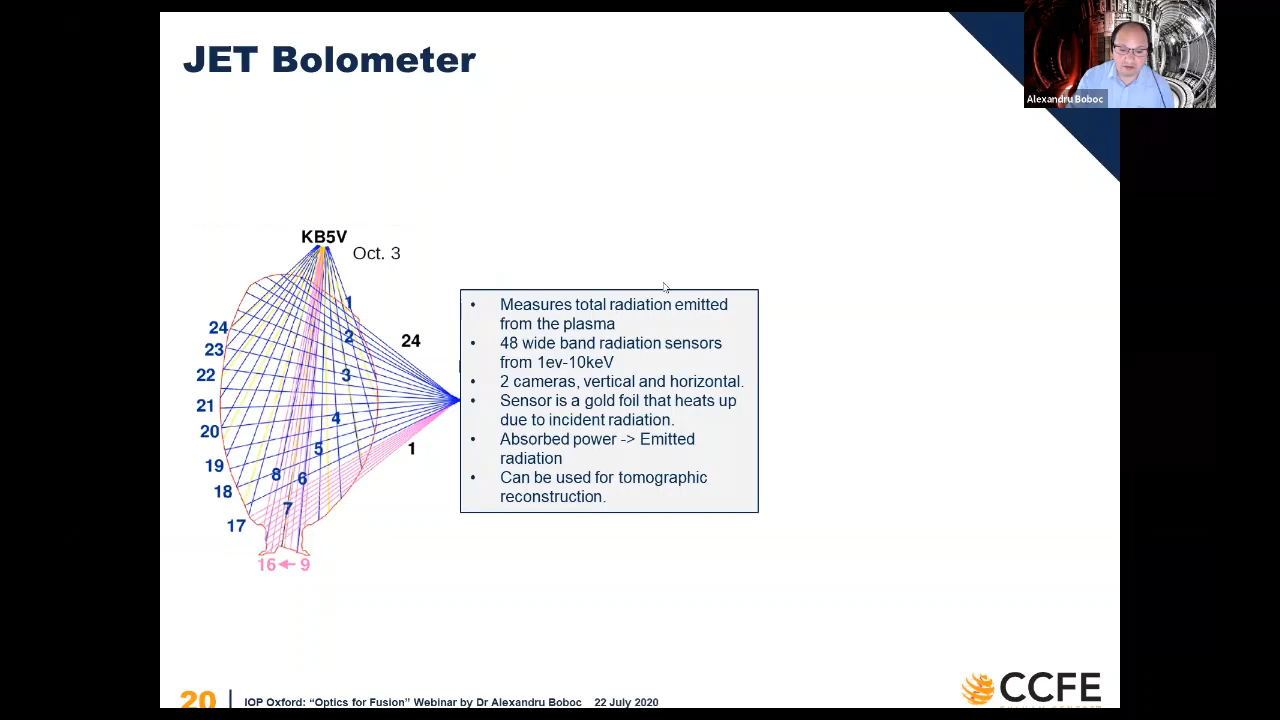 JET Bolometer
Alexandru Boboc
KB5V
Oct. 3
1
24
2
24
23
3
22
21
4
20
5
1
19
8
6
18
7
17
16
9
• Measures total radiation emitted
from the plasma
• 48 wide band radiation sensors
from 1ev-10keV
• 2 cameras, vertical and horizontal.
• Sensor is a gold foil that heats up
due to incident radiation.
• Absorbed power -> Emitted
radiation
• Can be used for tomographic
reconstruction.
20
IOP Oxford: “Optics for Fusion” Webinar by Dr Alexandru Boboc 22 July 2020
CCFE